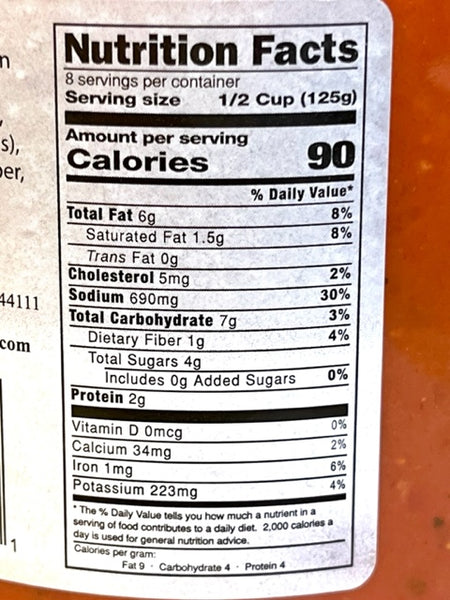 n
,
s),
er,
44111
com
1
Nutrition Facts
8 servings per container
Serving size 1/2 Cup (125g)
Amount per serving
Calories 90
% Daily Value*
Total Fat 6g 8%
Saturated Fat 1.5g 8%
Trans Fat 0g
Cholesterol 5mg 2%
Sodium 690mg 30%
Total Carbohydrate 7g 3%
Dietary Fiber 1g 4%
Total Sugars 4g
Includes 0g Added Sugars 0%
Protein 2g
Vitamin D 0mcg 0%
Calcium 34mg 2%
Iron 1mg 6%
Potassium 223mg 4%
* The % Daily Value tells you how much a nutrient in a
serving of food contributes to a daily diet. 2,000 calories a
day is used for general nutrition advice.
Calories per gram:
Fat 9 · Carbohydrate 4 · Protein 4